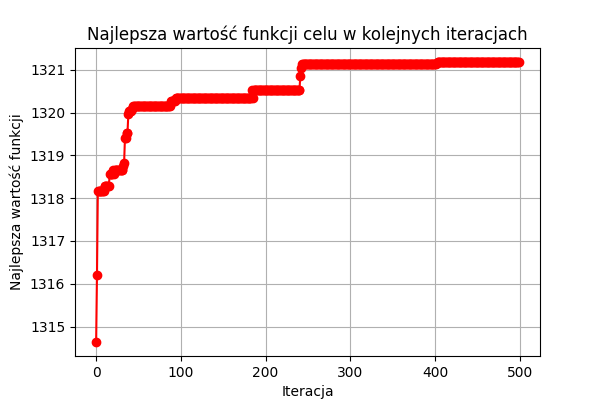 Najlepsza wartość funkcji celu w kolejnych iteracjach
Najlepsza wartość funkcji
1321
1320
1319
1318
1317
1316
1315
0 100 200 300 400 500
Iteracja